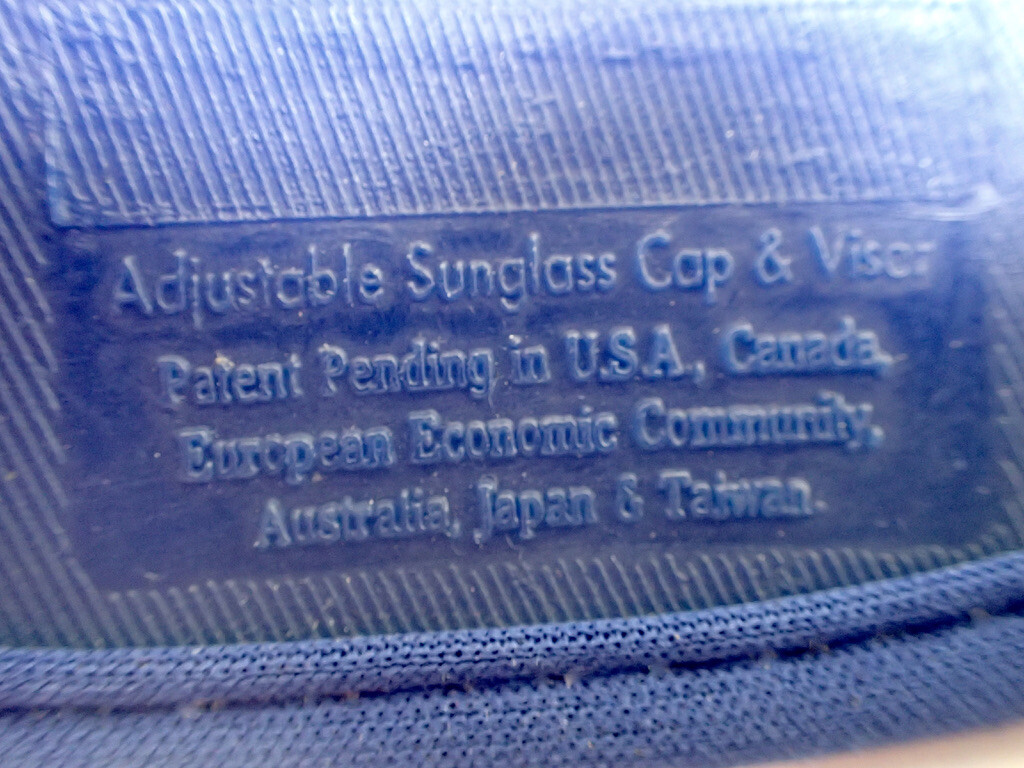 Adjustable Sunglass Cap & Visor
Patent Pending in U.S.A., Canada,
European Economic Community,
Australia, Japan & Taiwan.